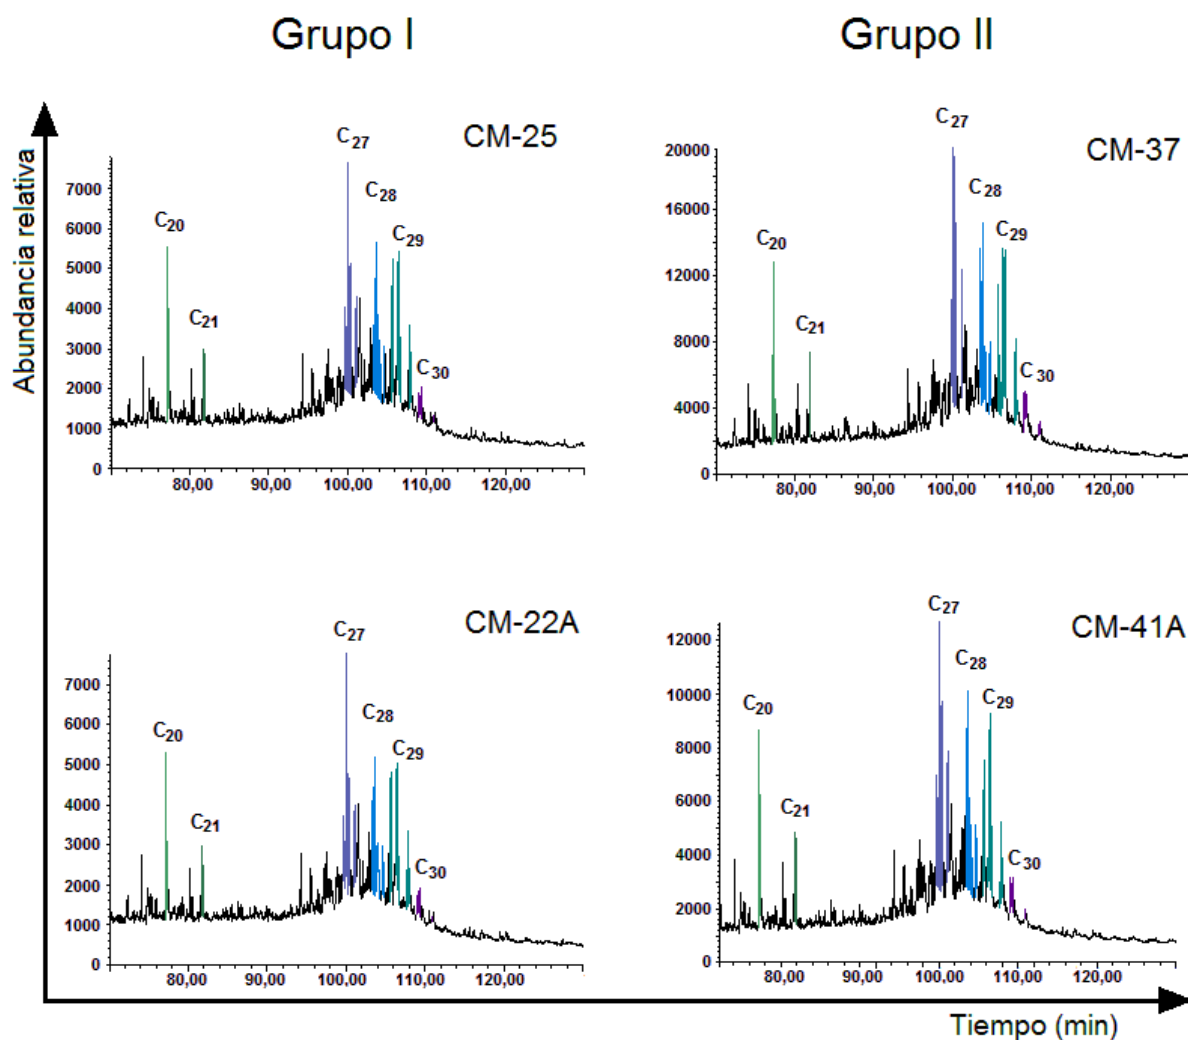 Grupo I
Grupo II
Abundancia relativa
CM-25
C27
C28
C29
C20
C21
C30
7000
6000
5000
4000
3000
2000
1000
0
80,00 90,00 100,00 110,00 120,00
CM-37
C27
C28
C29
C20
C21
C30
20000
16000
12000
8000
4000
0
80,00 90,00 100,00 110,00 120,00
CM-22A
C27
C28
C29
C20
C21
C30
7000
6000
5000
4000
3000
2000
1000
0
80,00 90,00 100,00 110,00 120,00
CM-41A
C27
C28
C29
C20
C21
C30
12000
10000
8000
6000
4000
2000
0
80,00 90,00 100,00 110,00 120,00
Tiempo (min)